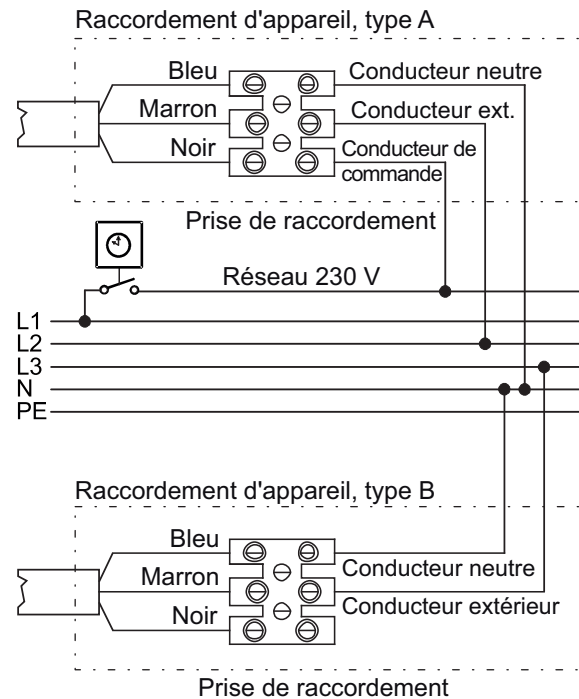 Raccordement d'appareil, type A
Bleu
Conducteur neutre
Marron
Conducteur ext.
Noir
Conducteur de
commande
Prise de raccordement
Réseau 230 V
L1
L2
L3
N
PE
Raccordement d'appareil, type B
Bleu
Conducteur neutre
Marron
Conducteur extérieur
Noir
Prise de raccordement